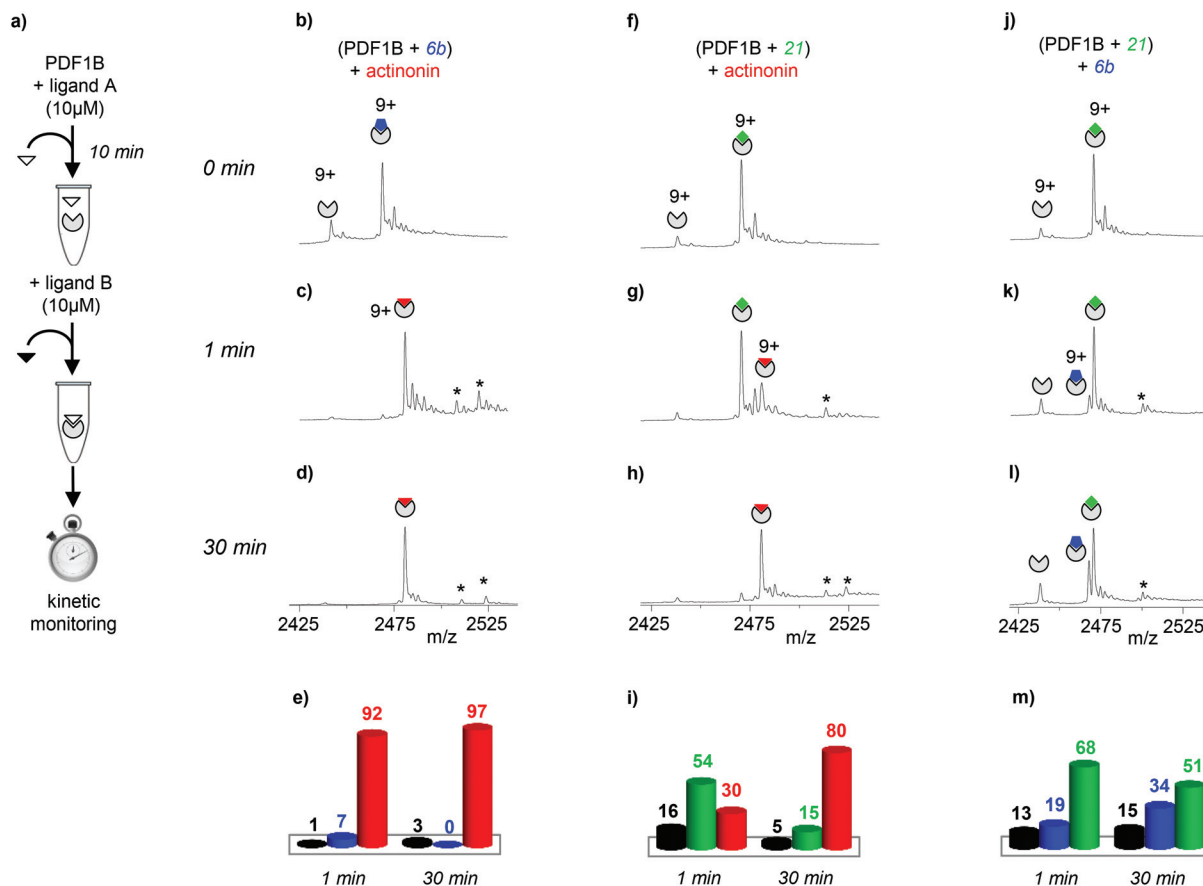 a)
PDF1B
+ ligand A
(10µM)
10 min
+ ligand B
(10µM)
kinetic
monitoring
0 min
1 min
30 min
b)
(PDF1B + 6b)
+ actinonin
9+
9+
c)
9+
*
*
d)
*
*
2425
2475
2525
m/z
e)
1
7
92
3
0
97
1 min
30 min
f)
(PDF1B + 21)
+ actinonin
9+
9+
g)
9+
*
h)
*
*
2425
2475
2525
m/z
i)
16
54
30
5
15
80
1 min
30 min
j)
(PDF1B + 21)
+ 6b
9+
9+
k)
9+
*
l)
*
2425
2475
2525
m/z
m)
13
19
68
15
34
51
1 min
30 min